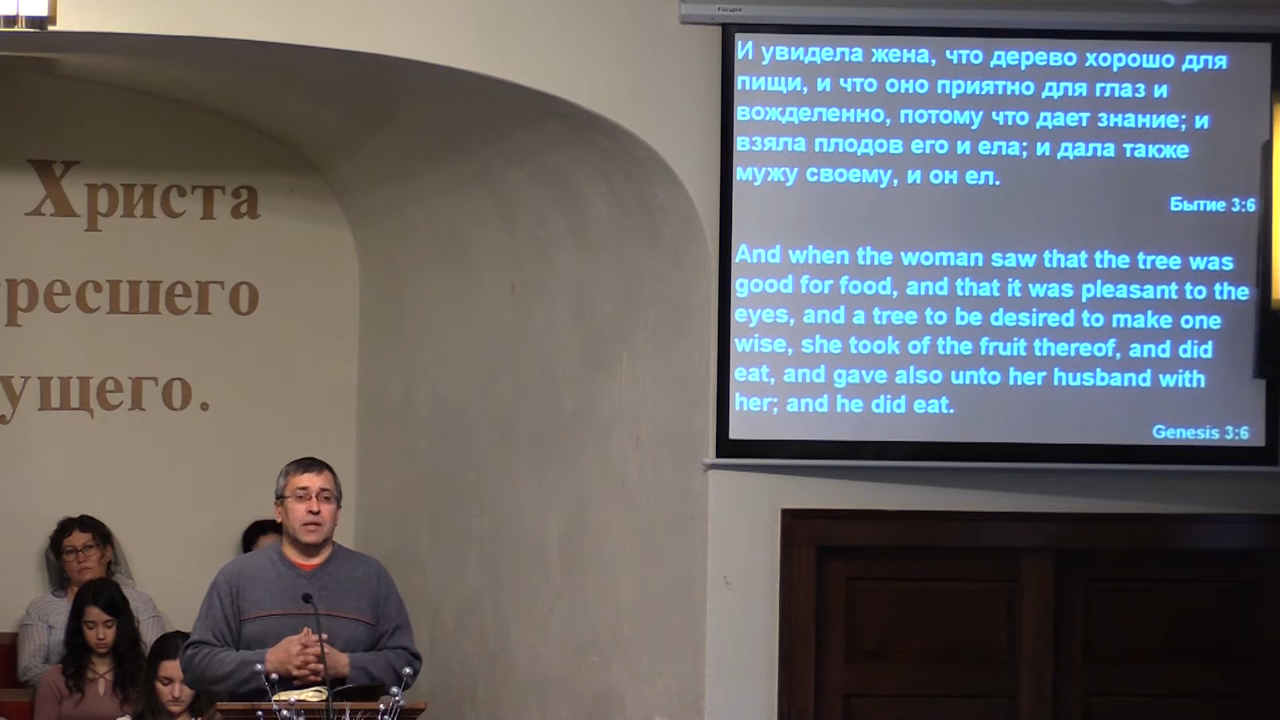 Христа
ресшего
ущего.
И увидела жена, что дерево хорошо для
пищи, и что оно приятно для глаз и
вожделенно, потому что дает знание; и
взяла плодов его и ела; и дала также
мужу своему, и он ел.
Бытие 3:6
And when the woman saw that the tree was
good for food, and that it was pleasant to the
eyes, and a tree to be desired to make one
wise, she took of the fruit thereof, and did
eat, and gave also unto her husband with
her; and he did eat.
Genesis 3:6